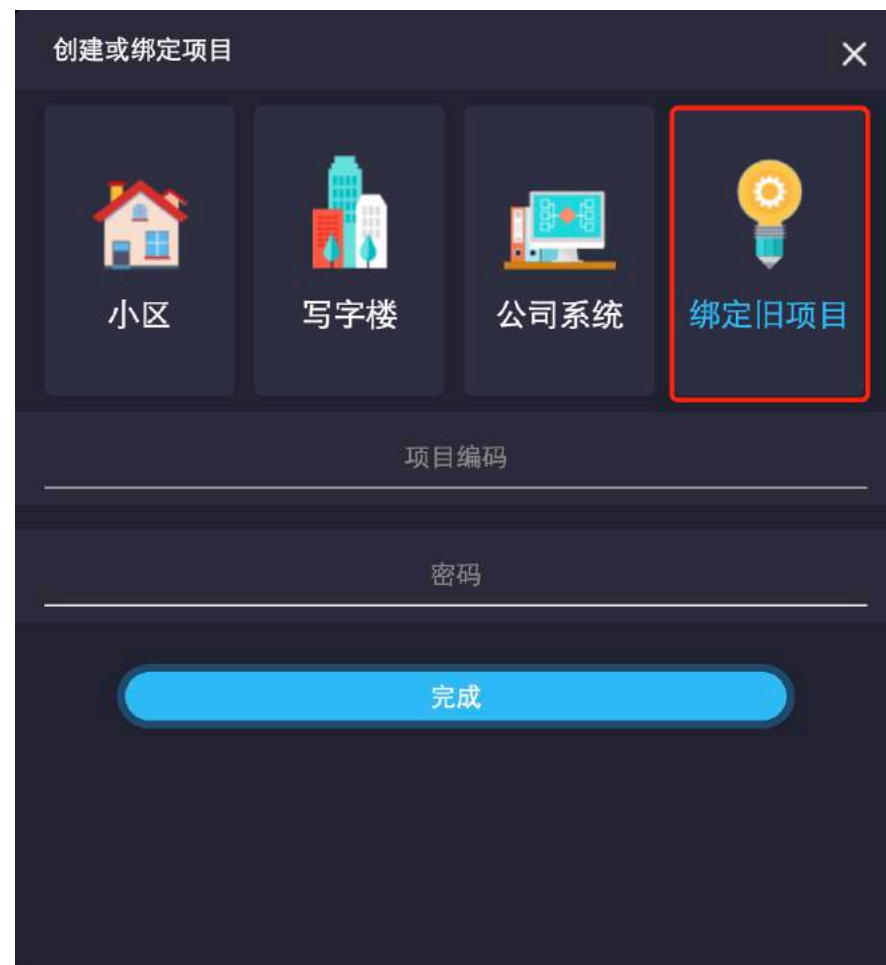 创建或绑定项目
小区
写字楼
公司系统
绑定旧项目
项目编码
密码
完成